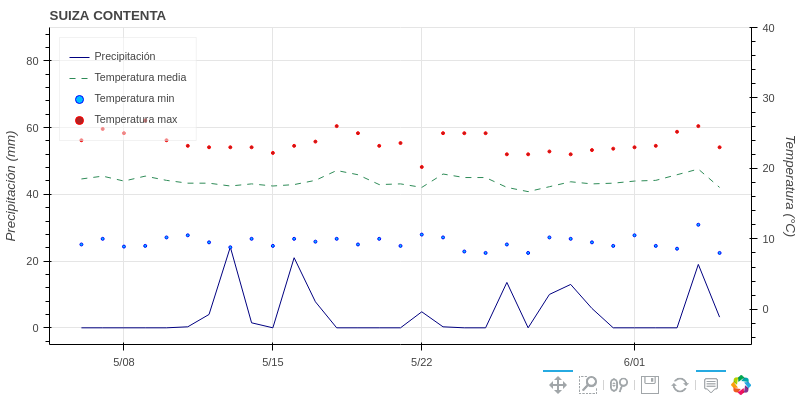 SUIZA CONTENTA
Precipitación
Temperatura media
Temperatura min
Temperatura max
Precipitación (mm)
80
60
40
20
0
40
30
20
10
0
Temperatura (°C)
5/08
5/15
5/22
6/01